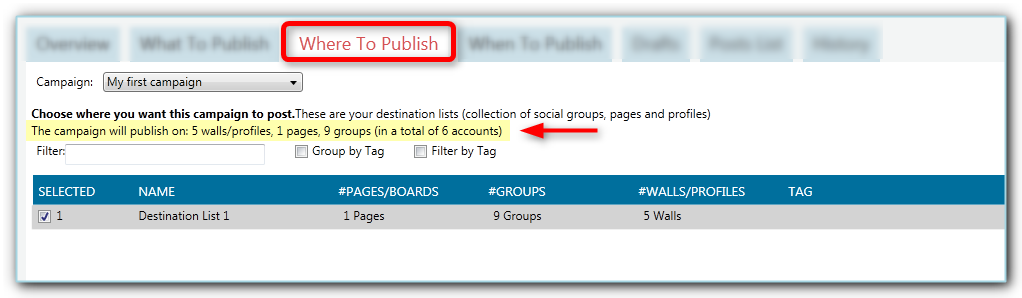 Overview What To Publish Where To Publish When To Publish Drafts Posts List History
Campaign: My first campaign
Choose where you want this campaign to post.These are your destination lists (collection of social groups, pages and profiles)
The campaign will publish on: 5 walls/profiles, 1 pages, 9 groups (in a total of 6 accounts)
Filter: Group by Tag Filter by Tag
SELECTED NAME #PAGES/BOARDS #GROUPS #WALLS/PROFILES TAG
1 Destination List 1 1 Pages 9 Groups 5 Walls